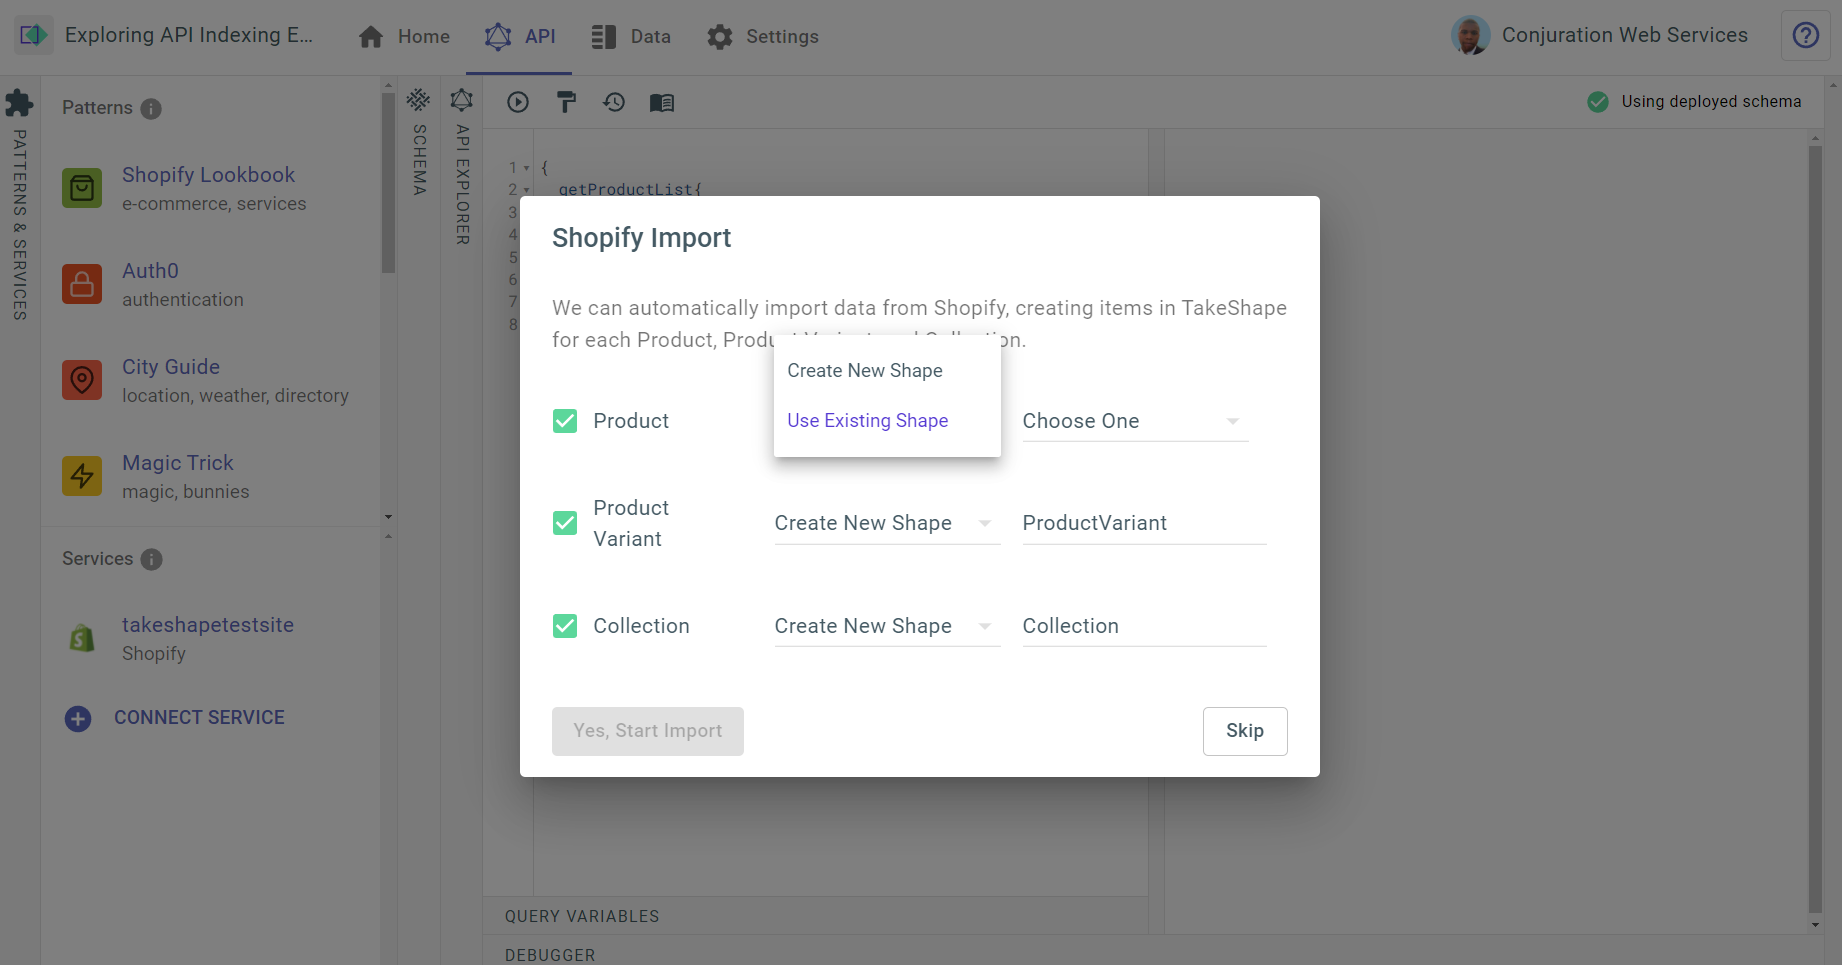 Exploring API Indexing E...
Home
API
Data
Settings
Conjuration Web Services
?
PATTERNS & SERVICES
Patterns
Shopify Lookbook
e-commerce, services
Auth0
authentication
City Guide
location, weather, directory
Magic Trick
magic, bunnies
Services
takeshapetestsite
Shopify
CONNECT SERVICE
SCHEMA
API EXPLORER
Using deployed schema
1 {
2 getProductList{
3
4
5
6
7
8
Shopify Import
We can automatically import data from Shopify, creating items in TakeShape
for each Product, Product Variant and Collection.
Create New Shape
Use Existing Shape
Product
Choose One
Product
Variant
Create New Shape
ProductVariant
Collection
Create New Shape
Collection
Yes, Start Import
Skip
QUERY VARIABLES
DEBUGGER